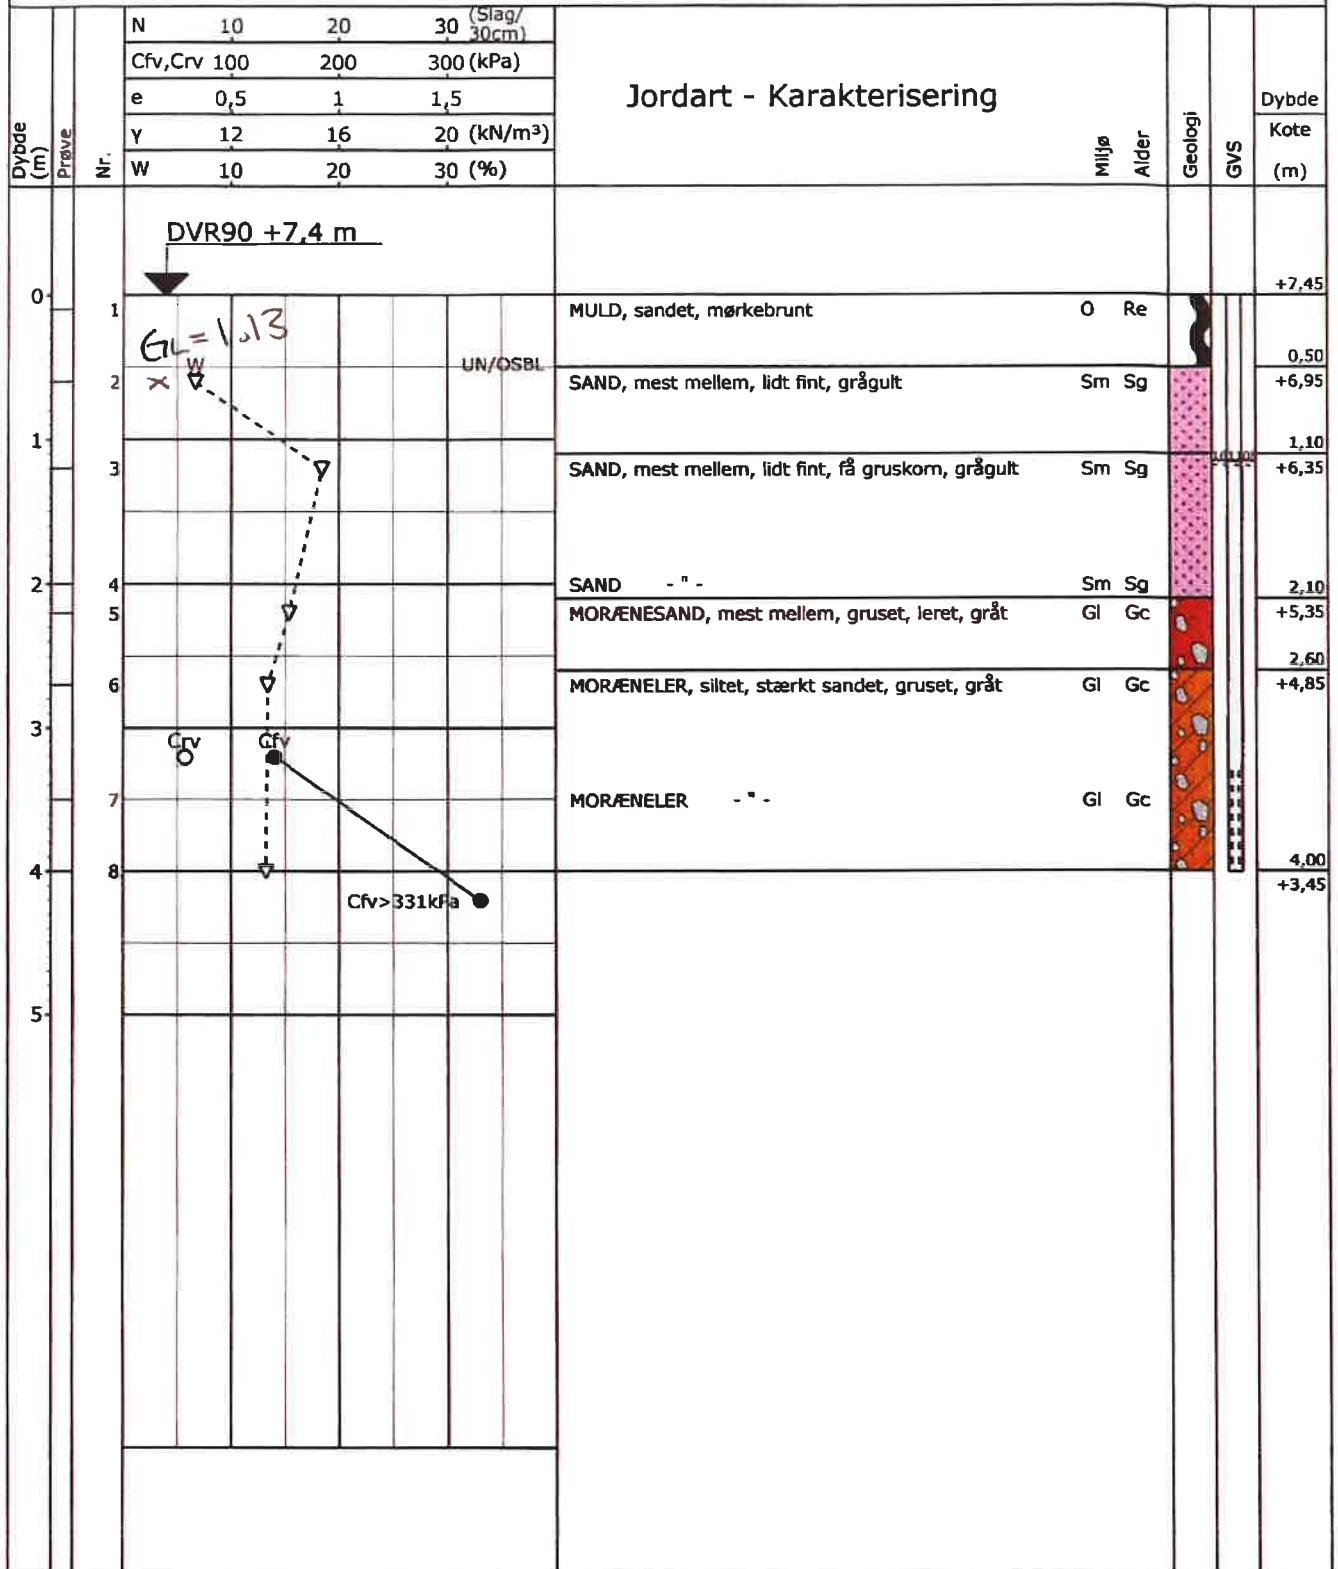 N 10 20 30 (Slag/30cm)
Cfv,Crv 100 200 300 (kPa)
e 0,5 1 1,5
γ 12 16 20 (kN/m³)
W 10 20 30 (%)
Dybde (m)
Prøve
Nr.
Jordart - Karakterisering
Miljø
Alder
Geologi
GVS
Dybde
Kote
(m)
DVR90 +7,4 m
+7,45
0
1 MULD, sandet, mørkebrunt O Re
GL = 1,13
0,50
W UN/OSBL
2 x SAND, mest mellem, lidt fint, grågult Sm Sg +6,95
1 1,10
3 SAND, mest mellem, lidt fint, få gruskorn, grågult Sm Sg +6,35
2 4 SAND - " - Sm Sg 2,10
5 MORÆNESAND, mest mellem, gruset, leret, gråt Gl Gc +5,35
2,60
6 MORÆNELER, siltet, stærkt sandet, gruset, gråt Gl Gc +4,85
3
Crv Cfv
7 MORÆNELER - " - Gl Gc
4 8 4,00
+3,45
Cfv>331kPa
5